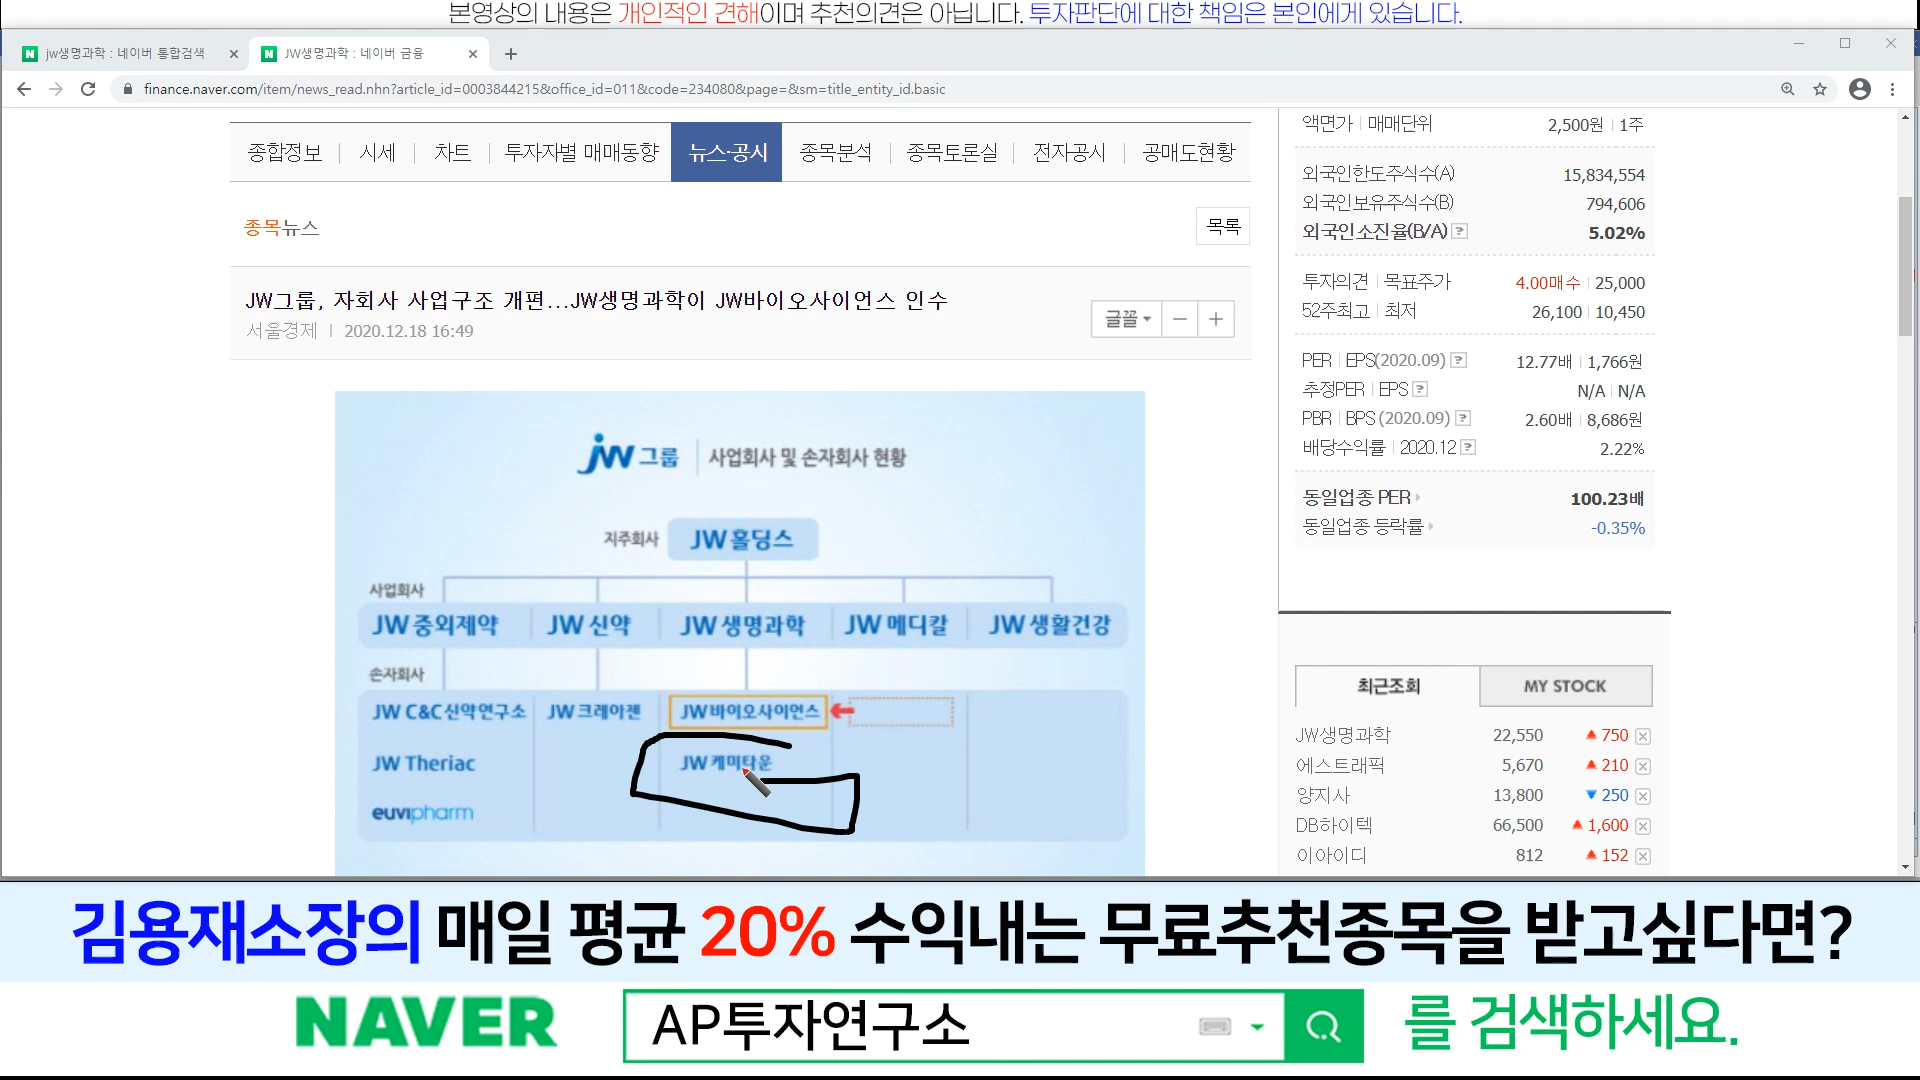 본영상의 내용은 개인적인 견해이며 추천의견은 아닙니다. 투자판단에 대한 책임은 본인에게 있습니다.
jw생명과학 : 네이버 통합검색
JW생명과학 : 네이버 금융
finance.naver.com/item/news_read.nhn?article_id=0003844215&office_id=011&code=234080&page=&sm=title_entity_id.basic
종합정보 시세 차트 투자자별 매매동향 뉴스·공시 종목분석 종목토론실 전자공시 공매도현황
종목뉴스
목록
JW그룹, 자회사 사업구조 개편...JW생명과학이 JW바이오사이언스 인수
서울경제 2020.12.18 16:49
글꼴
JW그룹 사업회사 및 손자회사 현황
지주회사 JW홀딩스
사업회사
JW중외제약 JW신약 JW생명과학 JW메디칼 JW생활건강
손자회사
JW C&C신약연구소 JW크레아젠 JW바이오사이언스
JW Theriac JW케미타운
euvipharm
액면가 매매단위 2,500원 1주
외국인한도주식수(A) 15,834,554
외국인보유주식수(B) 794,606
외국인소진율(B/A) ? 5.02%
투자의견 목표주가 4.00매수 25,000
52주최고 최저 26,100 10,450
PER EPS(2020.09) ? 12.77배 1,766원
추정PER EPS ? N/A N/A
PBR BPS (2020.09) ? 2.60배 8,686원
배당수익률 2020.12 ? 2.22%
동일업종 PER 100.23배
동일업종 등락률 -0.35%
최근조회 MY STOCK
JW생명과학 22,550 ▲ 750
에스트래픽 5,670 ▲ 210
양지사 13,800 ▼ 250
DB하이텍 66,500 ▲ 1,600
이아이디 812 ▲ 152
김용재소장의 매일 평균 20% 수익내는 무료추천종목을 받고싶다면?
NAVER AP투자연구소 를 검색하세요.